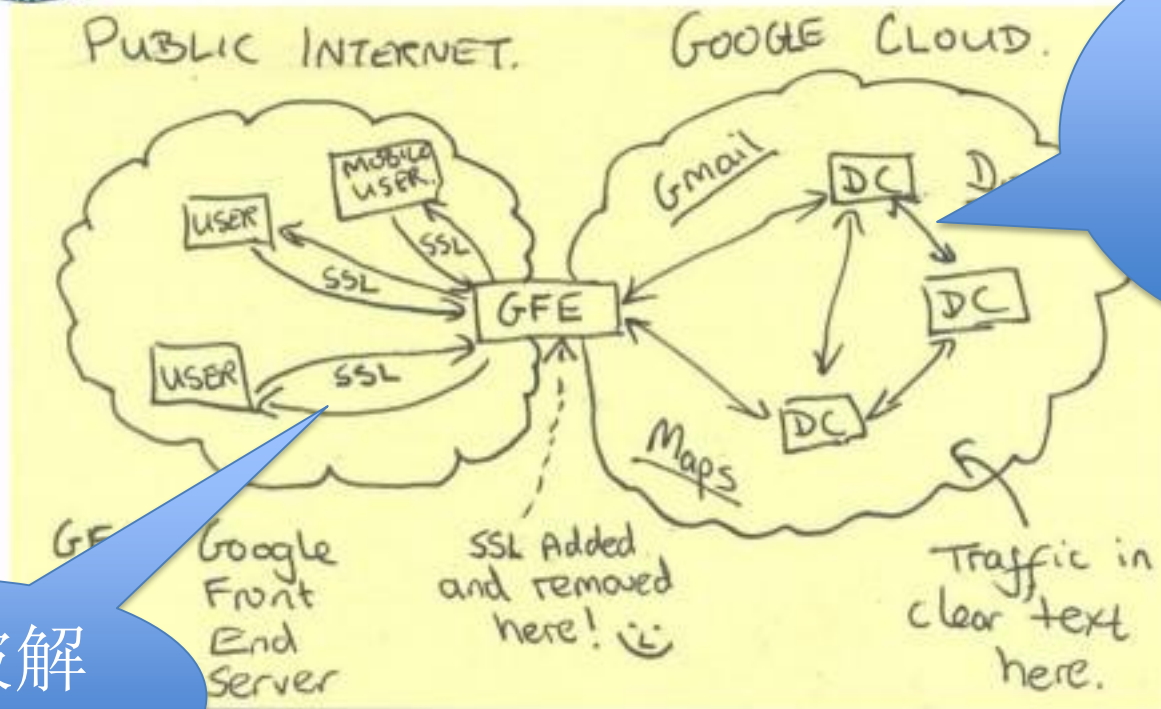 PUBLIC INTERNET.
GOOGLE CLOUD.
MOBILE
USER.
USER
SSL
SSL
GFE
USER
SSL
Gmail
DC
DC
DC
Maps
Google
Front
End
Server
SSL Added
and removed
here!
Traffic in
clear text
here.
解